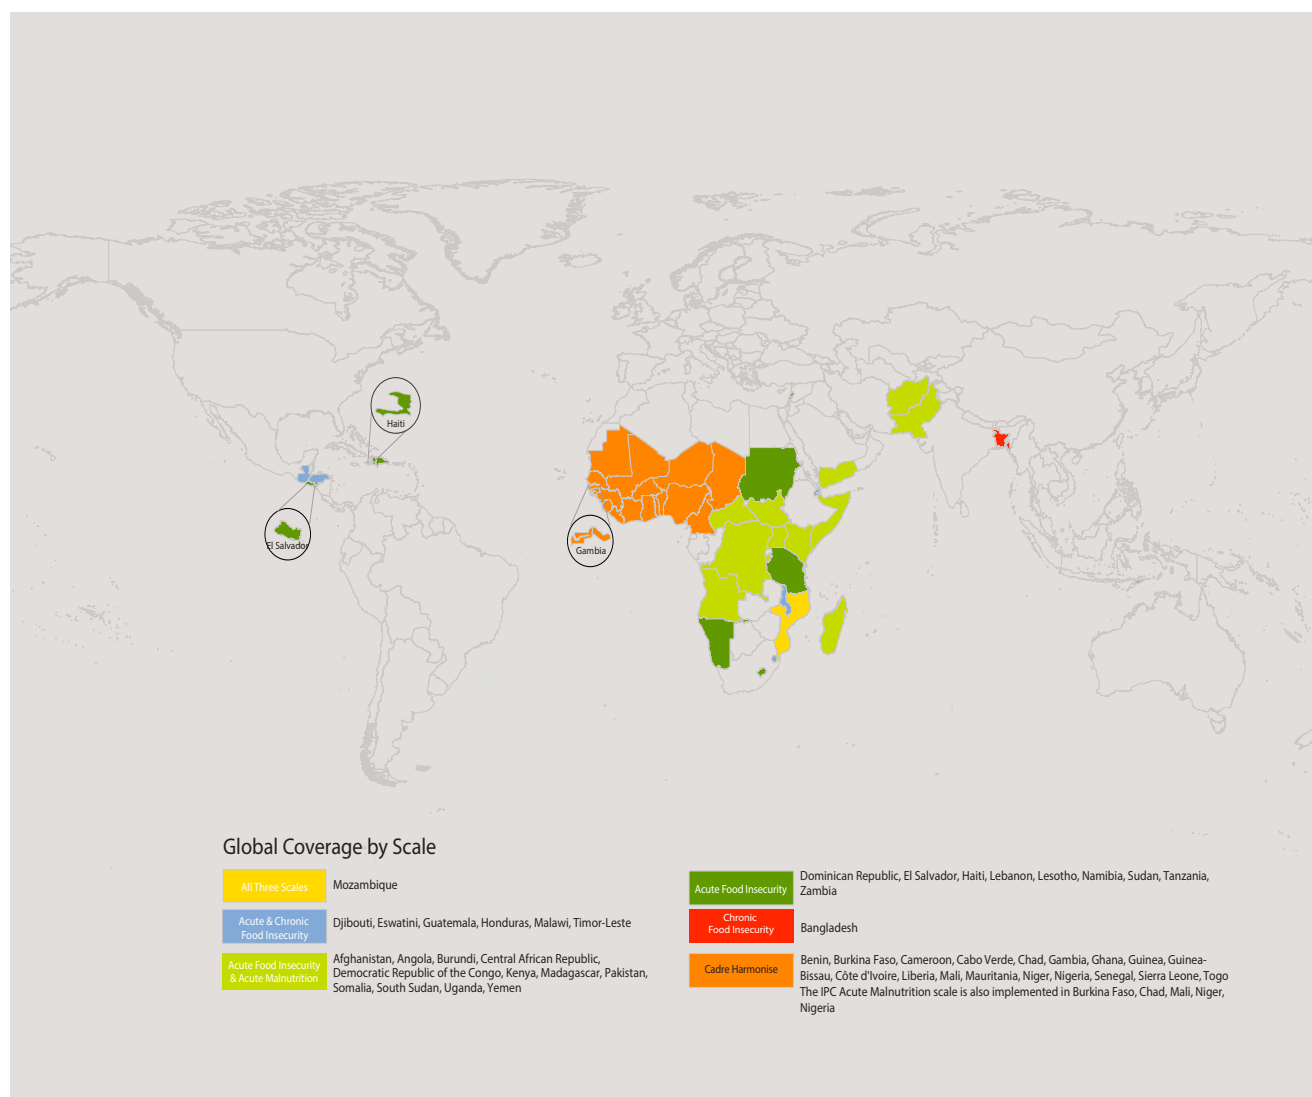 Haiti
El Salvador
Gambia
Global Coverage by Scale
All Three Scales
Mozambique
Acute & Chronic
Food Insecurity
Djibouti, Eswatini, Guatemala, Honduras, Malawi, Timor-Leste
Acute Food Insecurity
& Acute Malnutrition
Afghanistan, Angola, Burundi, Central African Republic,
Democratic Republic of the Congo, Kenya, Madagascar, Pakistan,
Somalia, South Sudan, Uganda, Yemen
Acute Food Insecurity
Dominican Republic, El Salvador, Haiti, Lebanon, Lesotho, Namibia, Sudan, Tanzania,
Zambia
Chronic
Food Insecurity
Bangladesh
Cadre Harmonise
Benin, Burkina Faso, Cameroon, Cabo Verde, Chad, Gambia, Ghana, Guinea, Guinea-
Bissau, Côte d'Ivoire, Liberia, Mali, Mauritania, Niger, Nigeria, Senegal, Sierra Leone, Togo
The IPC Acute Malnutrition scale is also implemented in Burkina Faso, Chad, Mali, Niger,
Nigeria